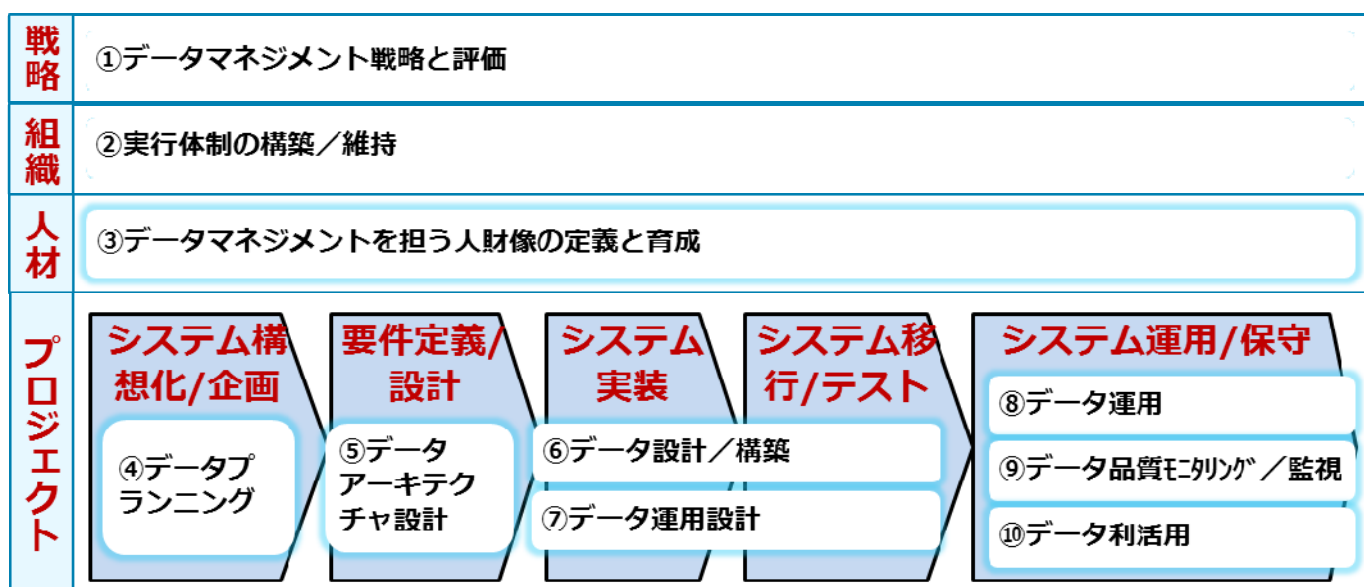 戦略
①データマネジメント戦略と評価
組織
②実行体制の構築／維持
人材
③データマネジメントを担う人財像の定義と育成
プロジェクト
システム構
想化/企画
④データプ
ランニング
要件定義/
設計
⑤データ
アーキテク
チャ設計
システム
実装
システム移
行/テスト
⑥データ設計／構築
⑦データ運用設計
システム運用/保守
⑧データ運用
⑨データ品質ﾓﾆﾀﾘﾝｸﾞ／監視
⑩データ利活用